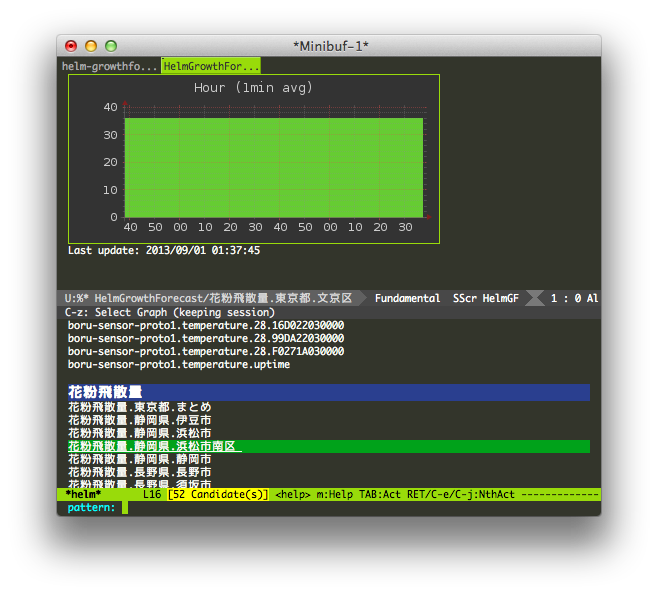 *Minibuf-1*
helm-growthfo... HelmGrowthFor...
Hour (1min avg)
40
30
20
10
0
40 50 00 10 20 30 40 50 00 10 20 30
Last update: 2013/09/01 01:37:45
U:%* HelmGrowthForecast/花粉飛散量.東京都.文京区 Fundamental SScr HelmGF 1 : 0 Al
C-z: Select Graph (keeping session)
boru-sensor-proto1.temperature.28.16D022030000
boru-sensor-proto1.temperature.28.99DA22030000
boru-sensor-proto1.temperature.28.F0271A030000
boru-sensor-proto1.temperature.uptime
花粉飛散量
花粉飛散量.東京都.まとめ
花粉飛散量.静岡県.伊豆市
花粉飛散量.静岡県.浜松市
花粉飛散量.静岡県.浜松市南区
花粉飛散量.静岡県.静岡市
花粉飛散量.長野県.長野市
花粉飛散量.長野県.須坂市
*helm* L16 [52 Candidate(s)] <help> m:Help TAB:Act RET/C-e/C-j:NthAct -------------
pattern: